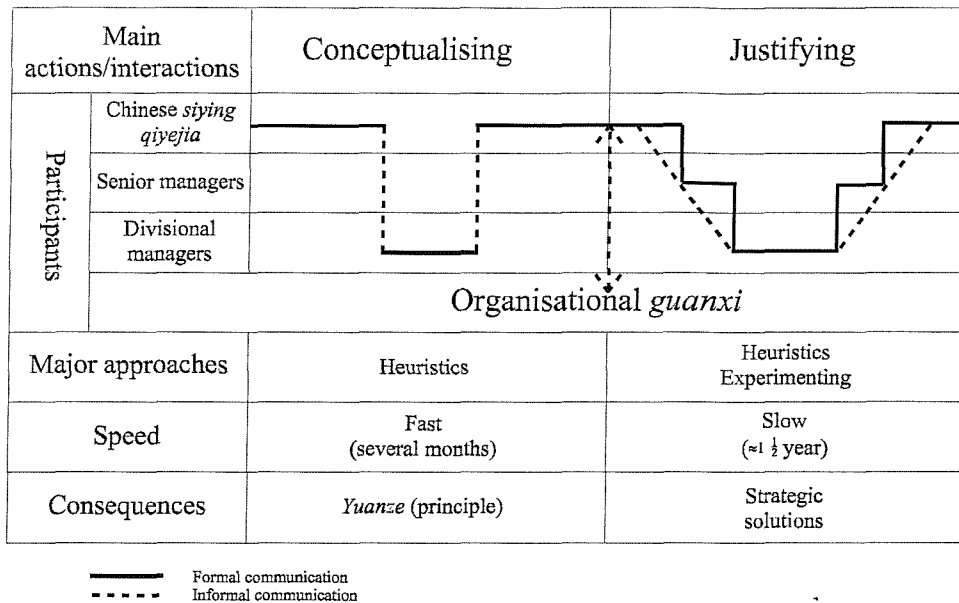 Main
actions/interactions
Conceptualising
Justifying
Participants
Chinese siying
qiyejia
Senior managers
Divisional
managers
Organisational guanxi
Major approaches
Heuristics
Heuristics
Experimenting
Speed
Fast
(several months)
Slow
(≈1 ½ year)
Consequences
Yuanze (principle)
Strategic
solutions
Formal communication
Informal communication